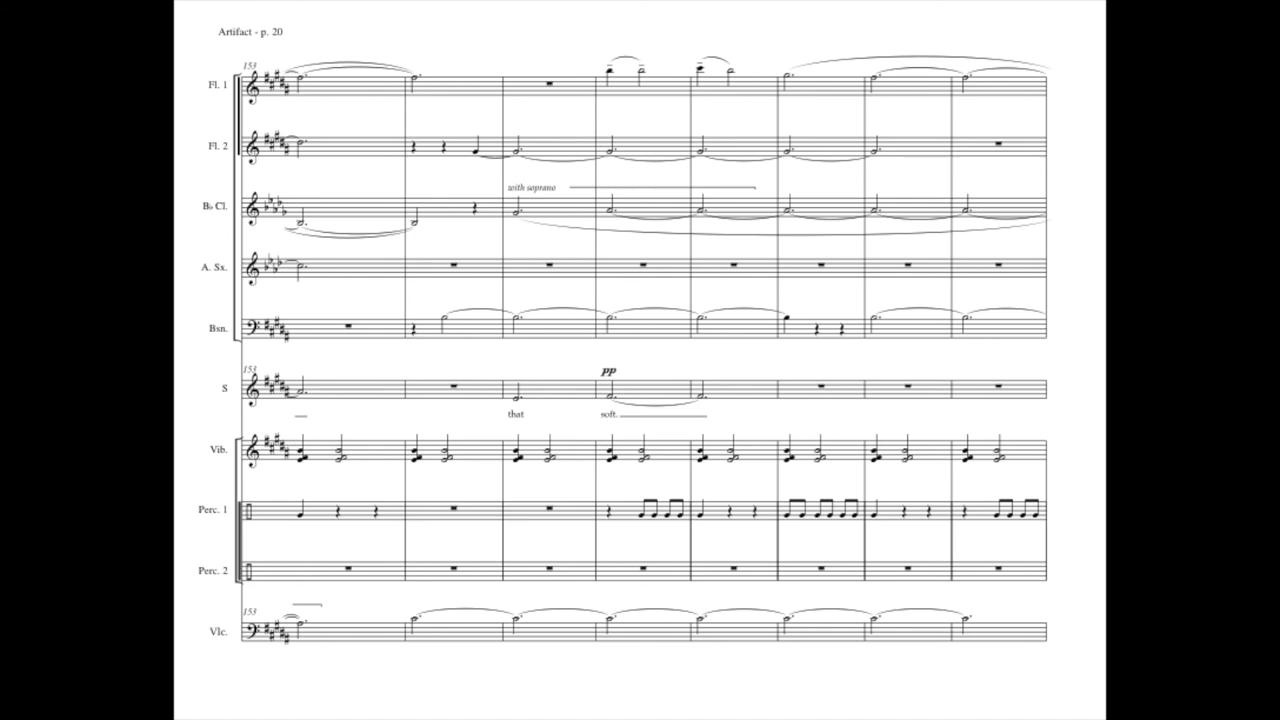 Artifact - p. 20
153
Fl. 1
Fl. 2
with soprano
B♭ Cl.
A. Sx.
Bsn.
153
pp
S
that soft.
Vib.
Perc. 1
Perc. 2
153
Vlc.